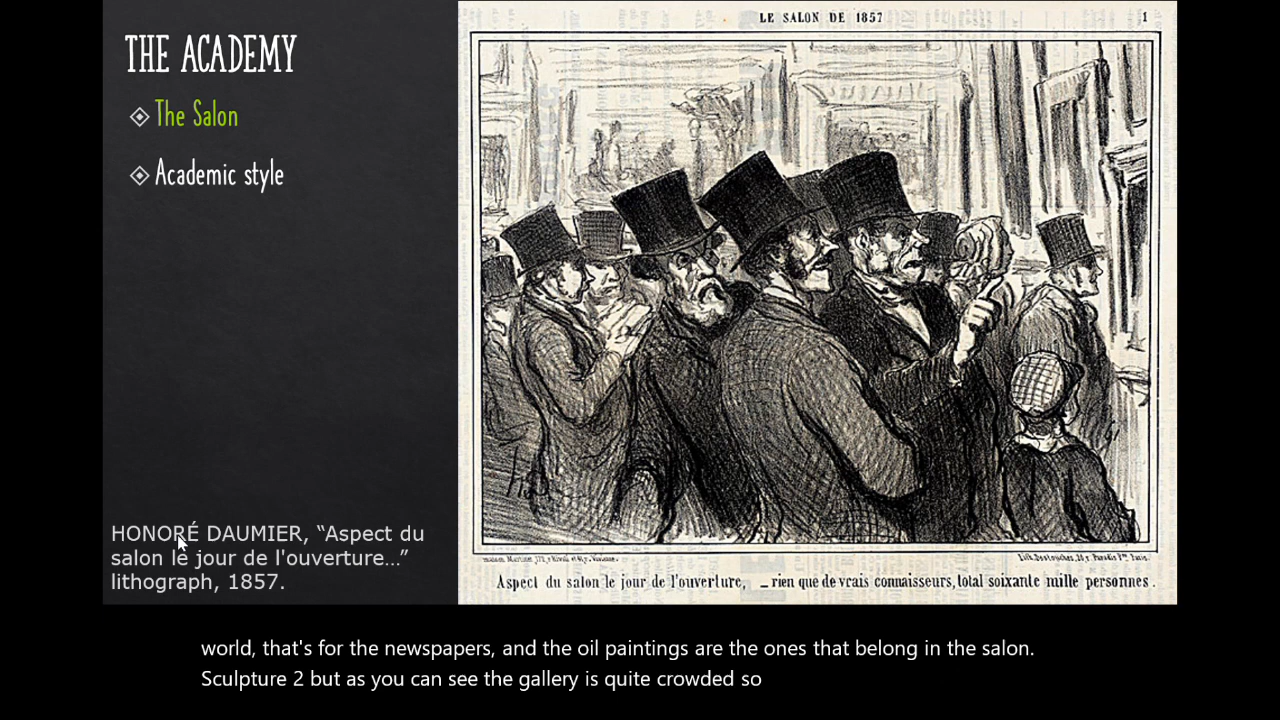 THE ACADEMY
The Salon
Academic style
HONORÉ DAUMIER, “Aspect du
salon le jour de l'ouverture…”
lithograph, 1857.
LE SALON DE 1857
1
Aspect du salon le jour de l'ouverture, _ rien que de vrais connaisseurs, total soixante mille personnes.
world, that's for the newspapers, and the oil paintings are the ones that belong in the salon.
Sculpture 2 but as you can see the gallery is quite crowded so